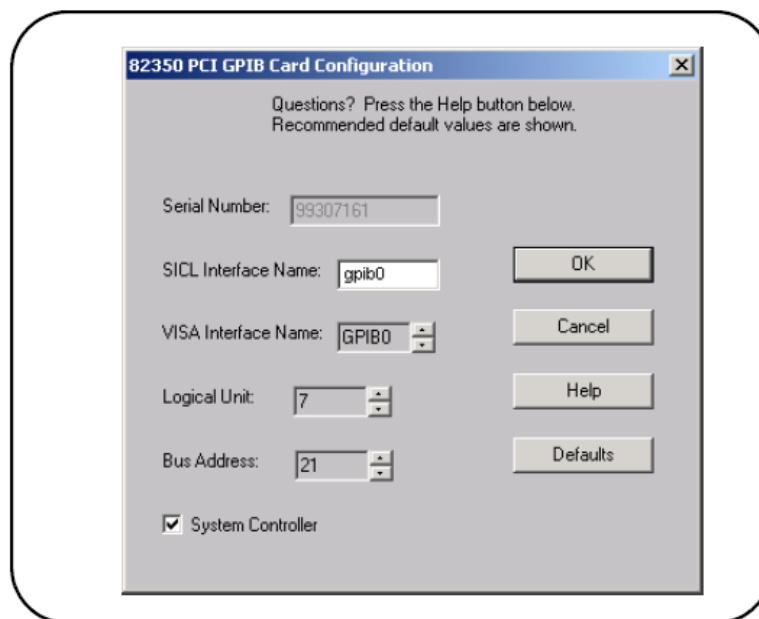 82350 PCI GPIB Card Configuration
Questions? Press the Help button below.
Recommended default values are shown.
Serial Number: 99307161
SICL Interface Name: gpib0
OK
VISA Interface Name: GPIB0
Cancel
Logical Unit: 7
Help
Bus Address: 21
Defaults
System Controller